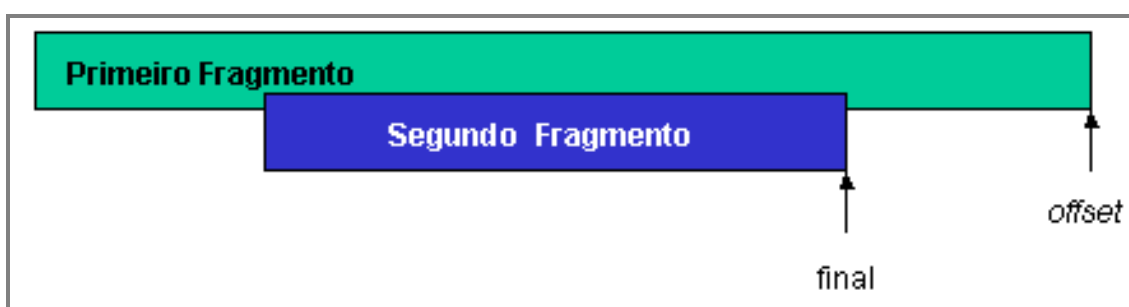 Primeiro Fragmento
Segundo Fragmento
offset
final